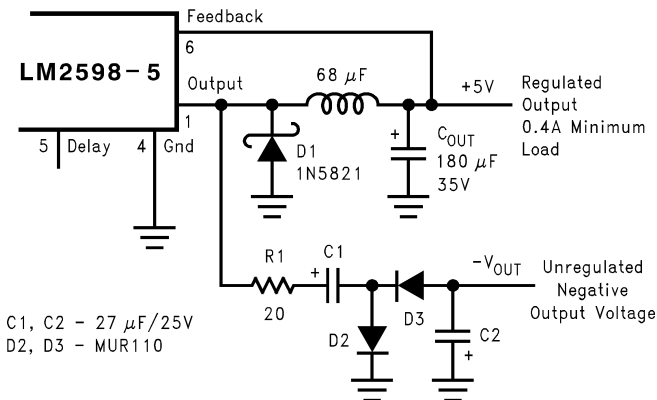 Feedback
6
LM2598-5
Output
1
5 Delay 4 Gnd
68 μF
+5V
Regulated
Output
0.4A Minimum
Load
D1
1N5821
+
COUT
180 μF
35V
R1
20
C1
+
-VOUT
Unregulated
Negative
Output Voltage
D3
D2
C2
+
C1, C2 - 27 μF/25V
D2, D3 - MUR110